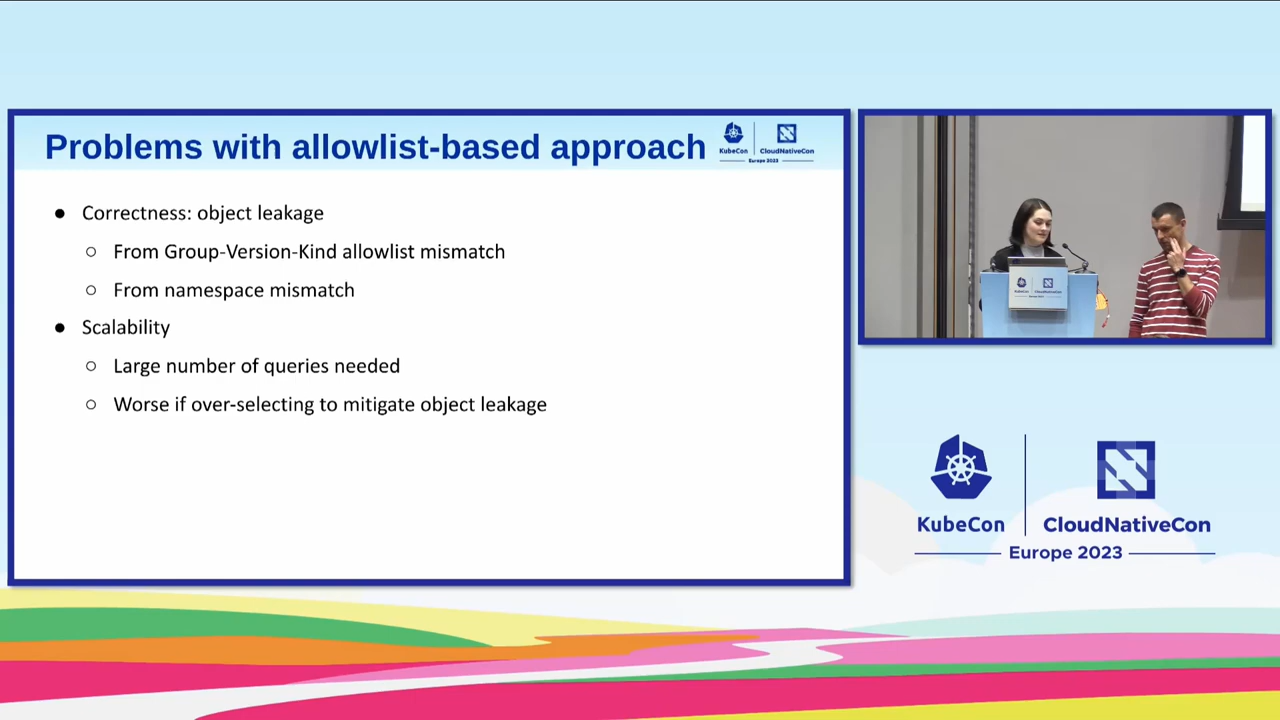 Problems with allowlist-based approach
KubeCon
CloudNativeCon
Europe 2023
Correctness: object leakage
From Group-Version-Kind allowlist mismatch
From namespace mismatch
Scalability
Large number of queries needed
Worse if over-selecting to mitigate object leakage
KubeCon
CloudNativeCon
Europe 2023